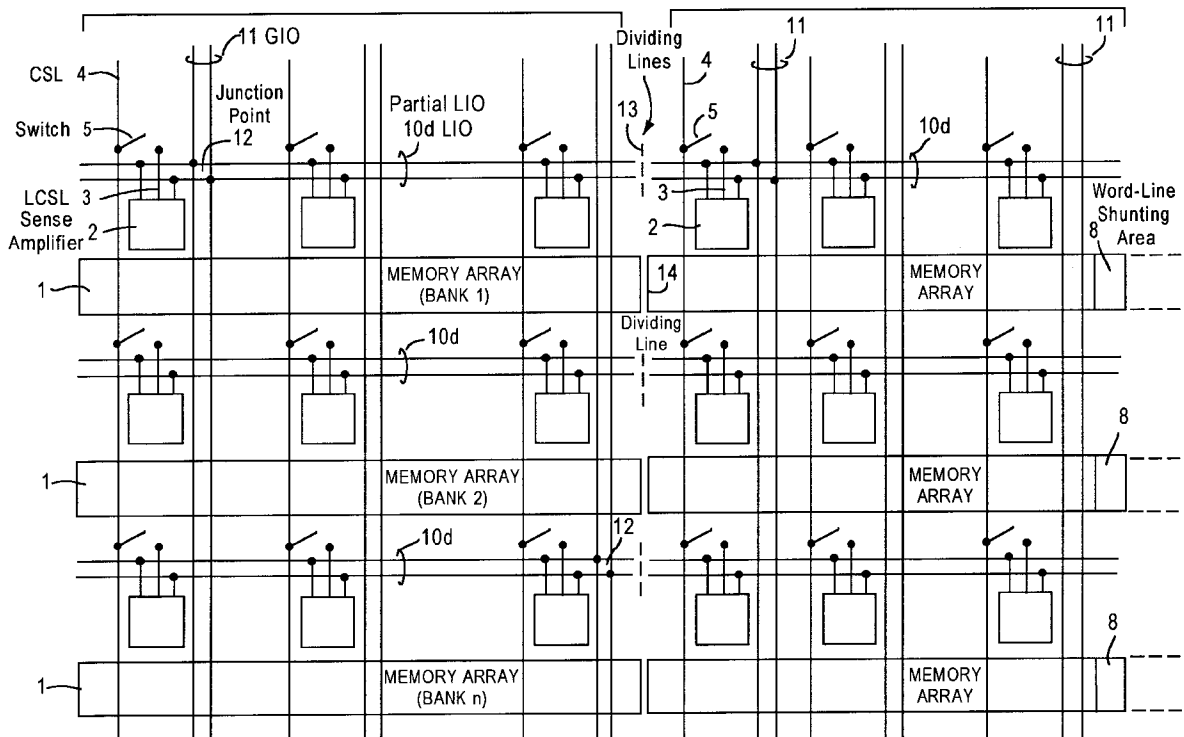 11 GIO
Dividing
Lines
11
11
CSL 4
4
Junction
Point
12
Partial LIO
10d LIO
13
Switch 5
5
10d
3
LCSL
Sense
Amplifier 2
3
2
Word-Line
Shunting
Area
8
1
MEMORY ARRAY
(BANK 1)
14
MEMORY
ARRAY
10d
Dividing
Line
8
1
MEMORY ARRAY
(BANK 2)
MEMORY
ARRAY
10d
12
8
1
MEMORY ARRAY
(BANK n)
MEMORY
ARRAY